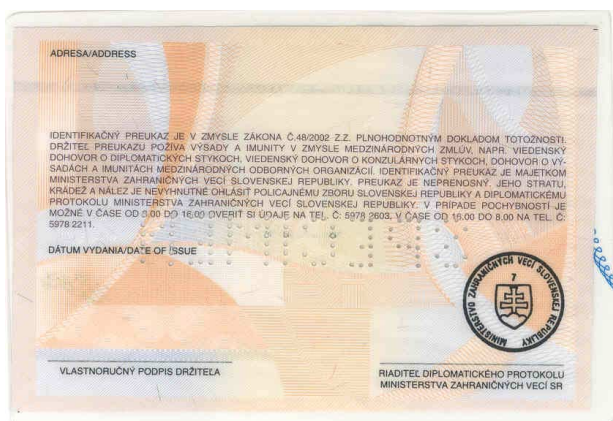 ADRESA/ADDRESS
IDENTIFIKAČNÝ PREUKAZ JE V ZMYSLE ZÁKONA Č.48/2002 Z.Z. PLNOHODNOTNÝM DOKLADOM TOTOŽNOSTI.
DRŽITEĽ PREUKAZU POŽÍVA VÝSADY A IMUNITY V ZMYSLE MEDZINÁRODNÝCH ZMLÚV, NAPR. VIEDENSKÝ
DOHOVOR O DIPLOMATICKÝCH STYKOCH, VIEDENSKÝ DOHOVOR O KONZULÁRNYCH STYKOCH, DOHOVOR O VÝ-
SADÁCH A IMUNITÁCH MEDZINÁRODNÝCH ODBORNÝCH ORGANIZÁCIÍ. IDENTIFIKAČNÝ PREUKAZ JE MAJETKOM
MINISTERSTVA ZAHRANIČNÝCH VECÍ SLOVENSKEJ REPUBLIKY. PREUKAZ JE NEPRENOSNÝ. JEHO STRATU,
KRÁDEŽ A NÁLEZ JE NEVYHNUTNÉ OHLÁSIŤ POLICAJNÉMU ZBORU SLOVENSKEJ REPUBLIKY A DIPLOMATICKÉMU
PROTOKOLU MINISTERSTVA ZAHRANIČNÝCH VECÍ SLOVENSKEJ REPUBLIKY. V PRÍPADE POCHYBNOSTI JE
MOŽNÉ V ČASE OD 8.00 DO 16.00 OVERIŤ SI ÚDAJE NA TEL. Č: 5978 2603, V ČASE OD 16.00 DO 8.00 NA TEL. Č:
5978 2211.
DÁTUM VYDANIA/DATE OF ISSUE
MINISTERSTVO ZAHRANIČNÝCH VECÍ SLOVENSKEJ REPUBLIKY
7
VLASTNORUČNÝ PODPIS DRŽITEĽA
RIADITEĽ DIPLOMATICKÉHO PROTOKOLU
MINISTERSTVA ZAHRANIČNÝCH VECÍ SR